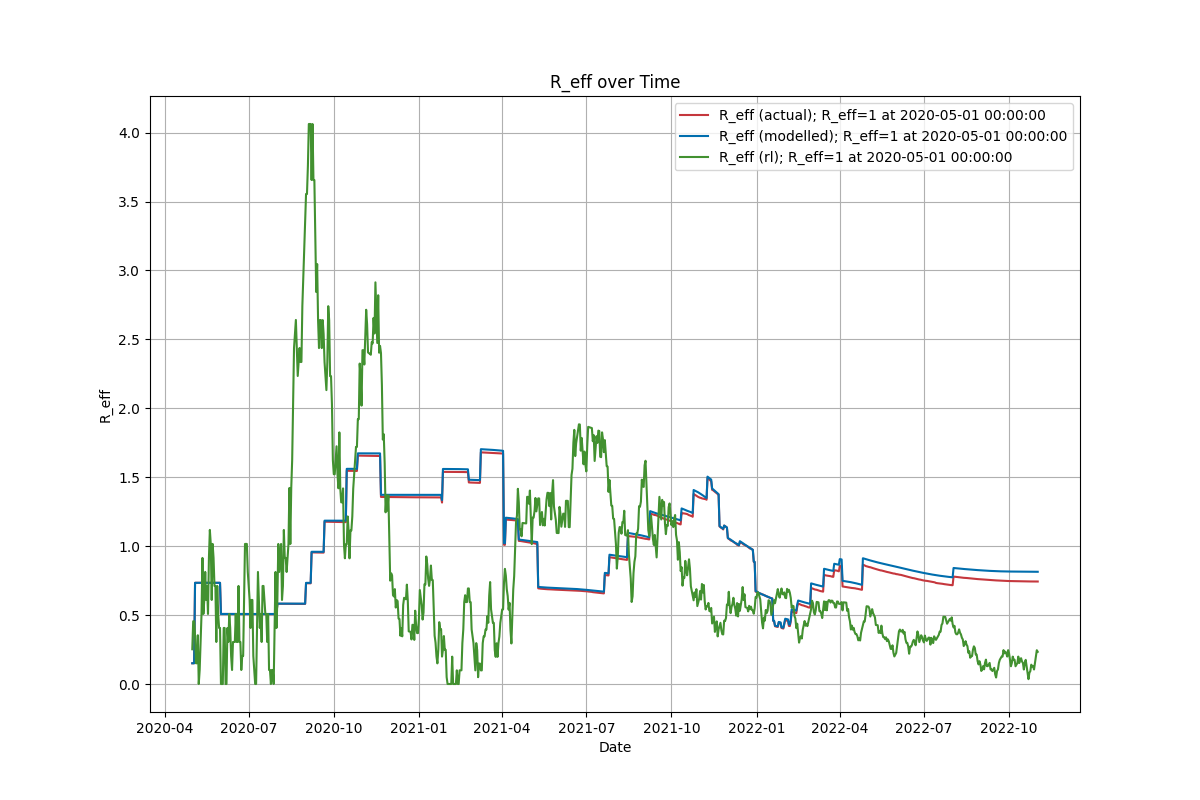 R_eff over Time
R_eff (actual); R_eff=1 at 2020-05-01 00:00:00
R_eff (modelled); R_eff=1 at 2020-05-01 00:00:00
R_eff (rl); R_eff=1 at 2020-05-01 00:00:00
R_eff
4.0
3.5
3.0
2.5
2.0
1.5
1.0
0.5
0.0
2020-04 2020-07 2020-10 2021-01 2021-04 2021-07 2021-10 2022-01 2022-04 2022-07 2022-10
Date